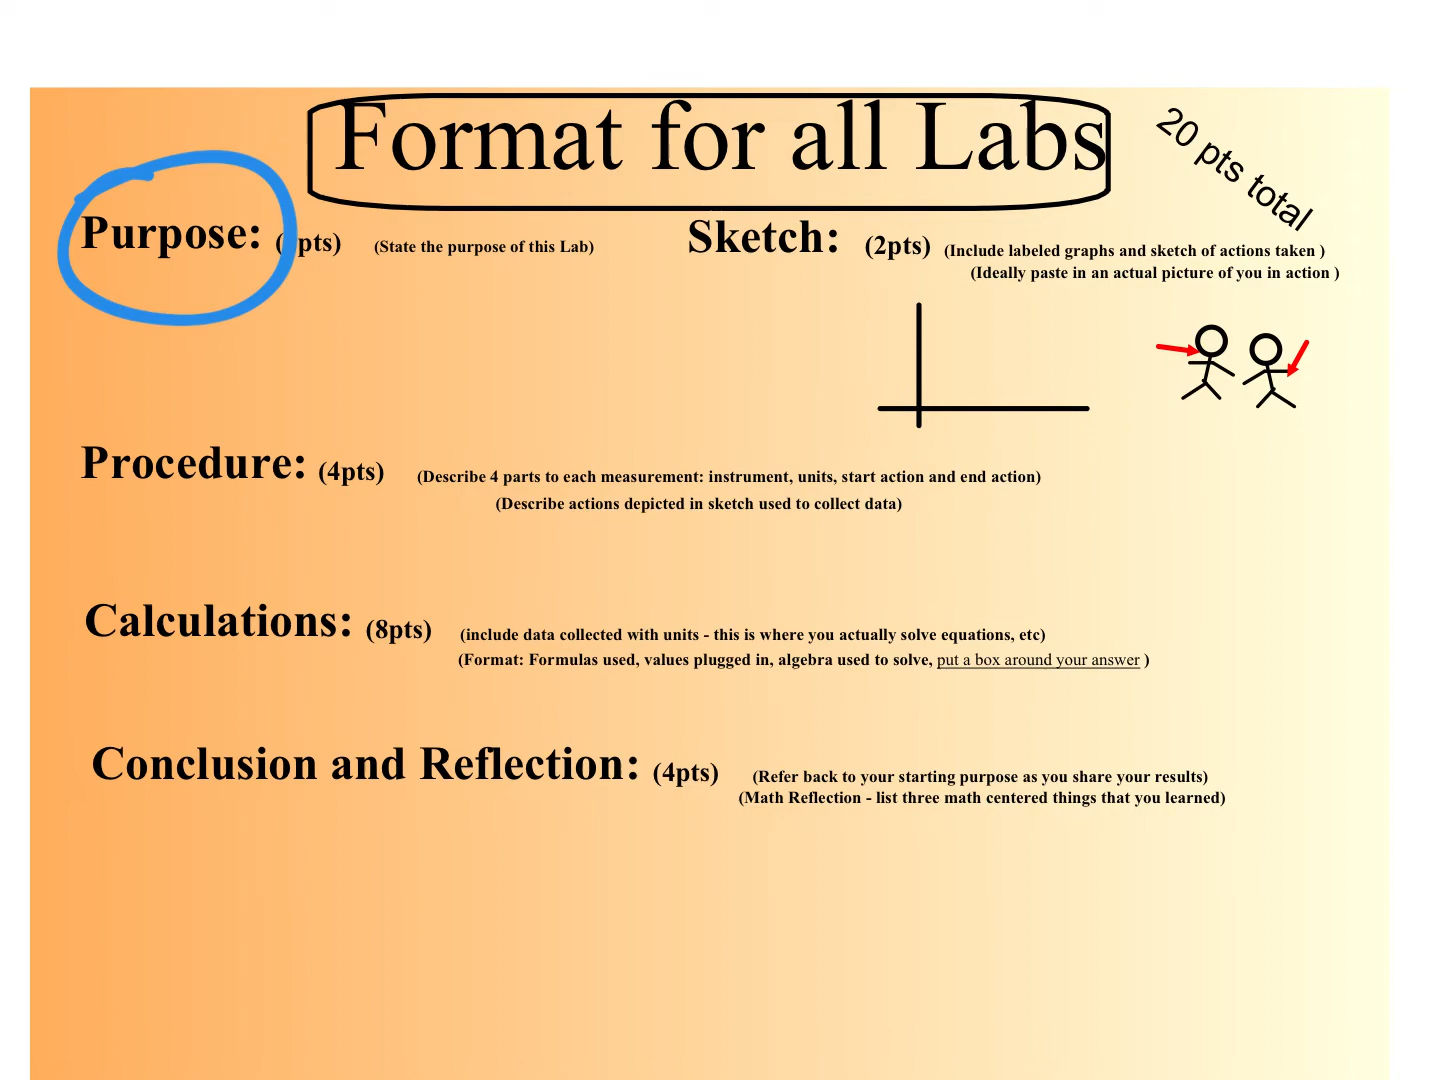 Format for all Labs
20 pts total
Purpose: ( pts) (State the purpose of this Lab)
Sketch: (2pts) (Include labeled graphs and sketch of actions taken )
(Ideally paste in an actual picture of you in action )
Procedure: (4pts) (Describe 4 parts to each measurement: instrument, units, start action and end action)
(Describe actions depicted in sketch used to collect data)
Calculations: (8pts) (include data collected with units - this is where you actually solve equations, etc)
(Format: Formulas used, values plugged in, algebra used to solve, put a box around your answer )
Conclusion and Reflection: (4pts) (Refer back to your starting purpose as you share your results)
(Math Reflection - list three math centered things that you learned)